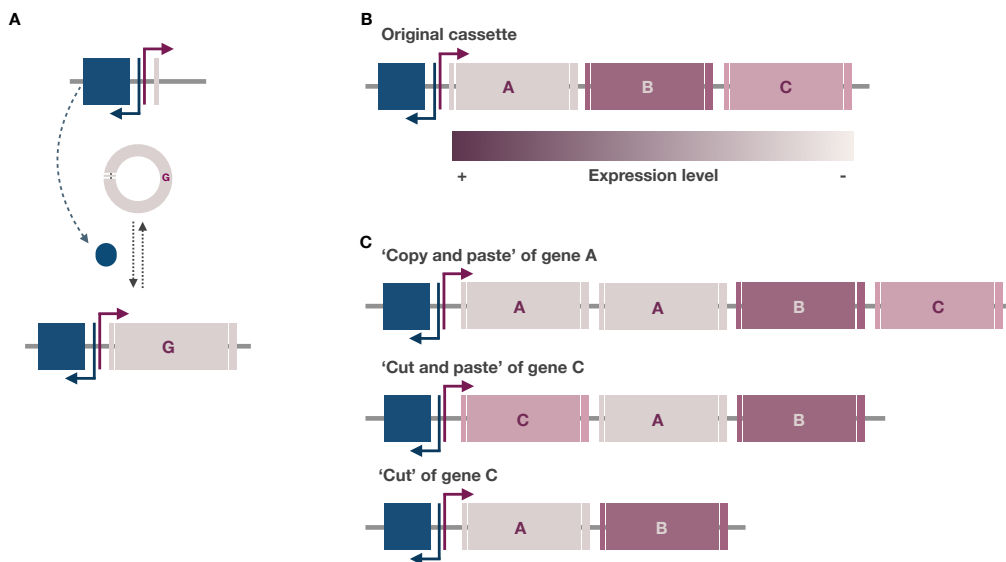 A
G
G
B
Original cassette
A
B
C
+ Expression level -
C
‘Copy and paste’ of gene A
A
A
B
C
‘Cut and paste’ of gene C
C
A
B
‘Cut’ of gene C
A
B